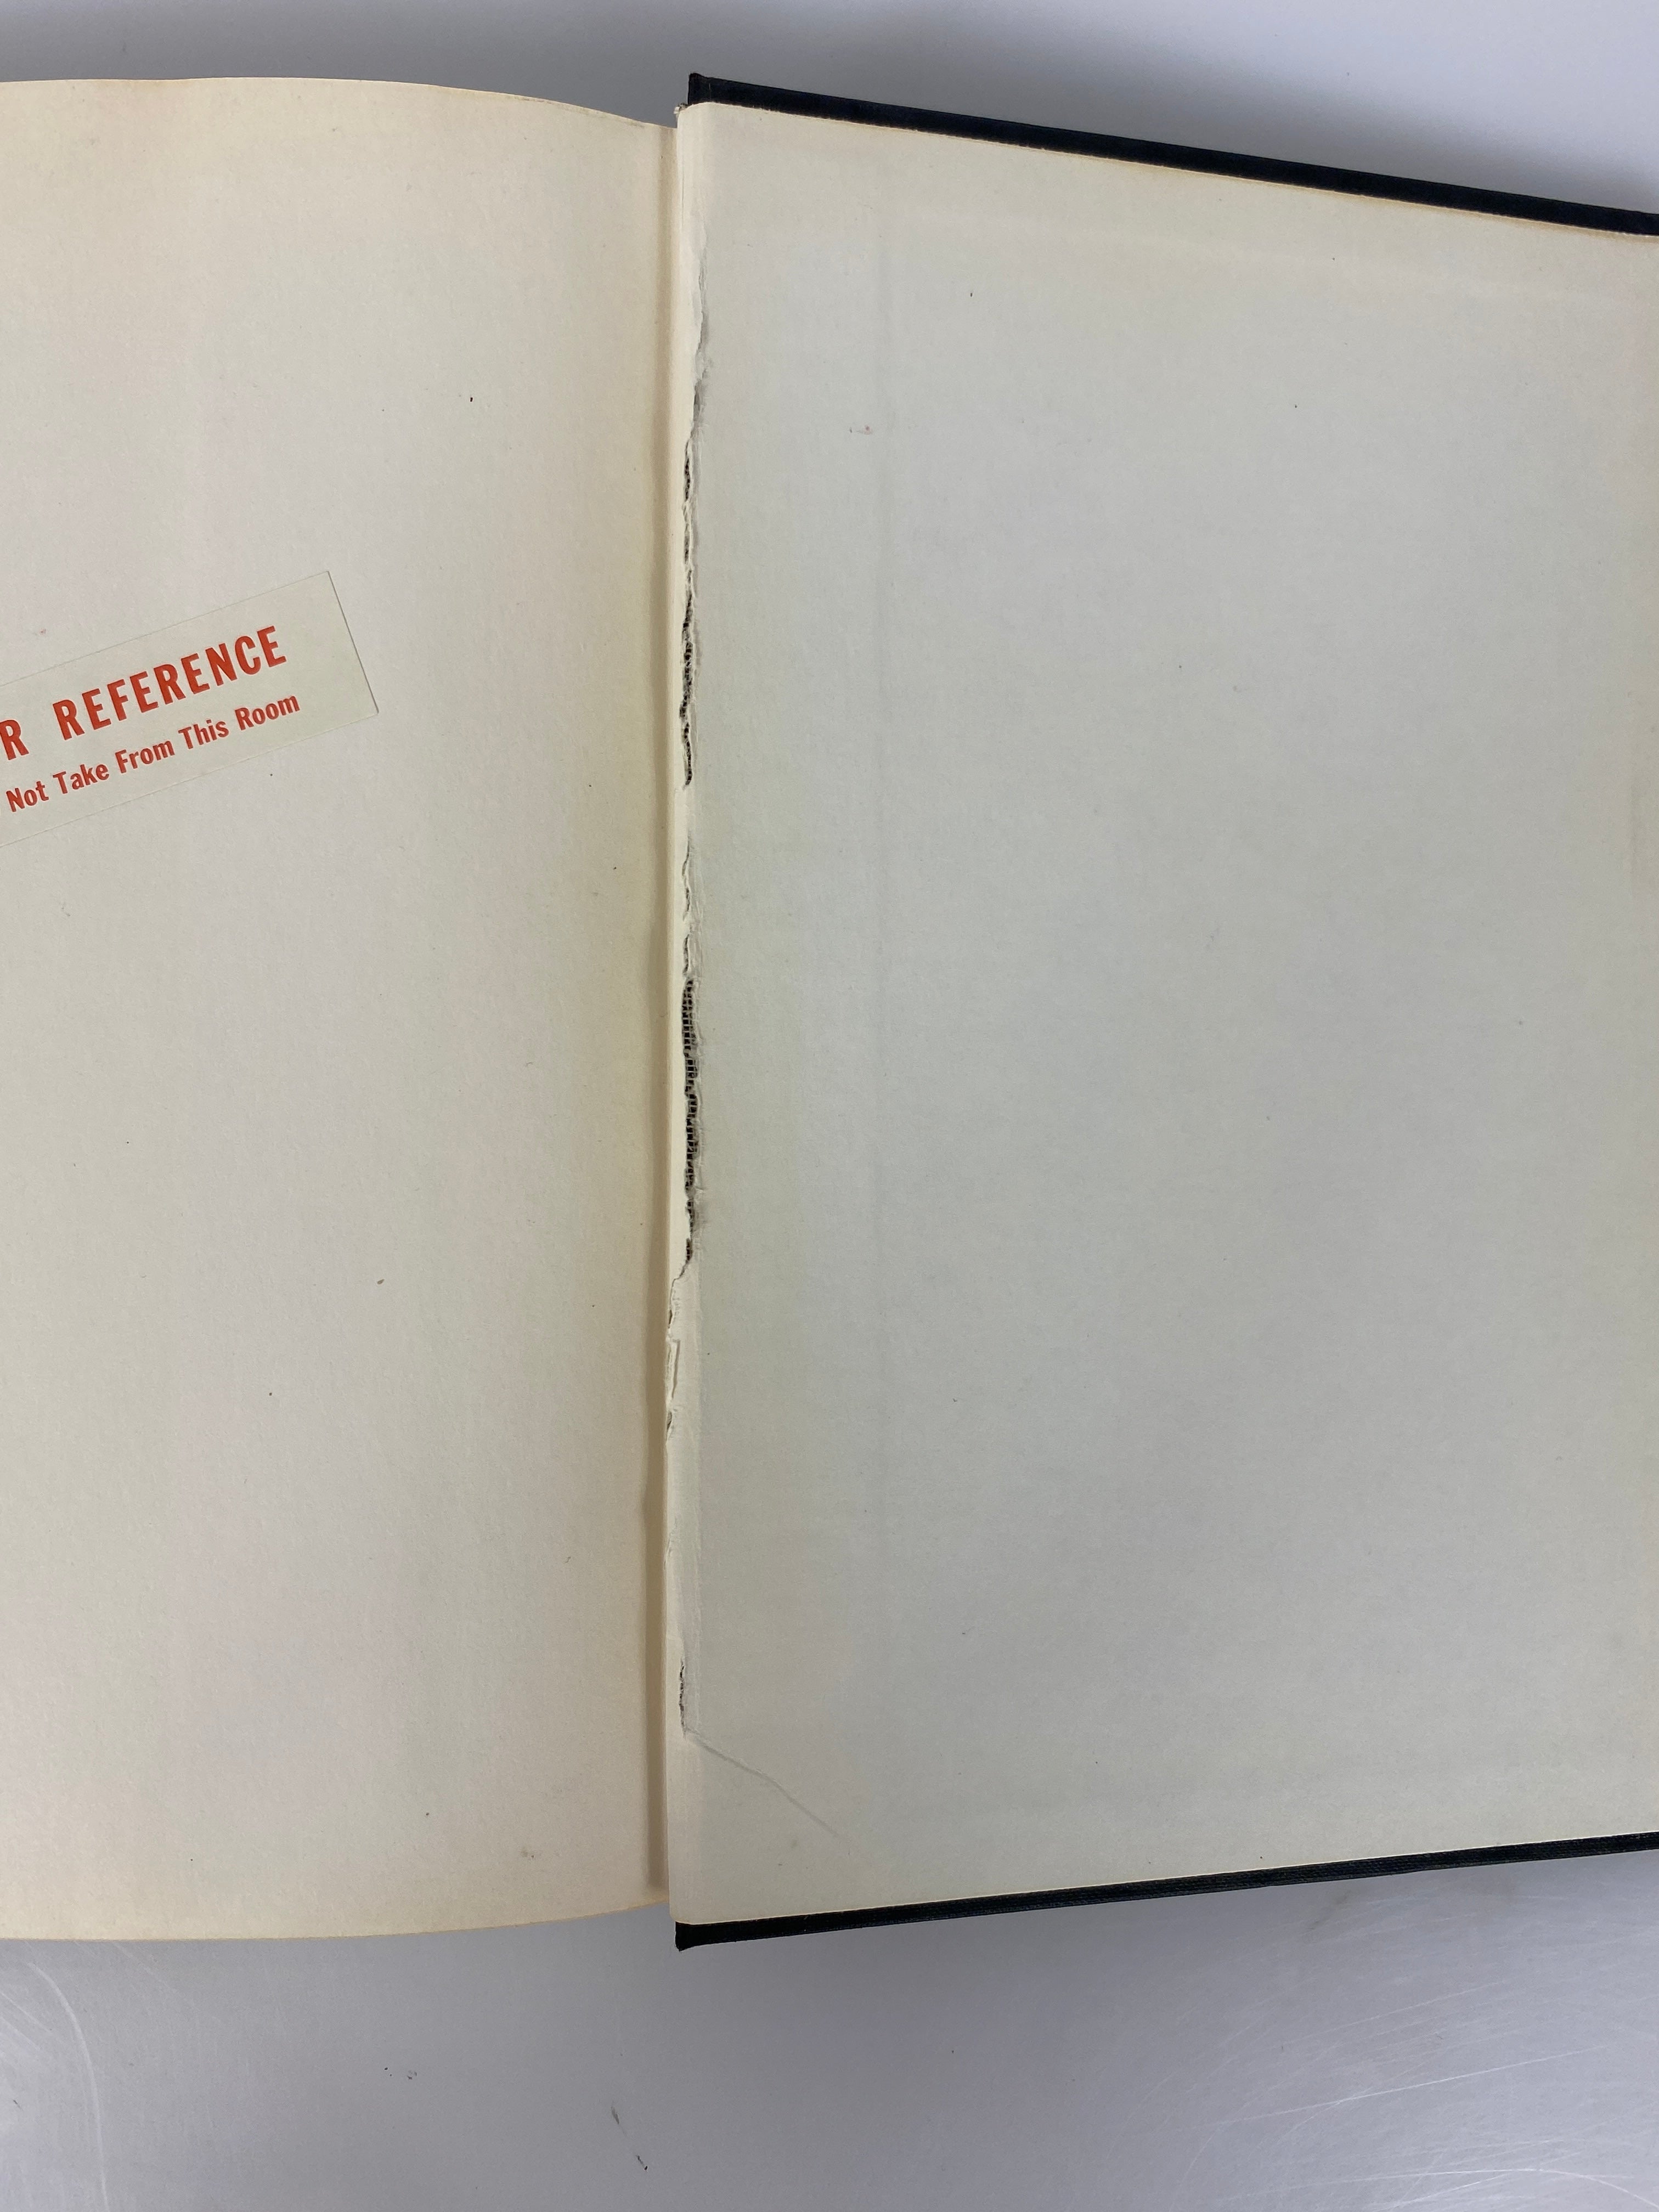 R REFERENCE
Not Take From This Room